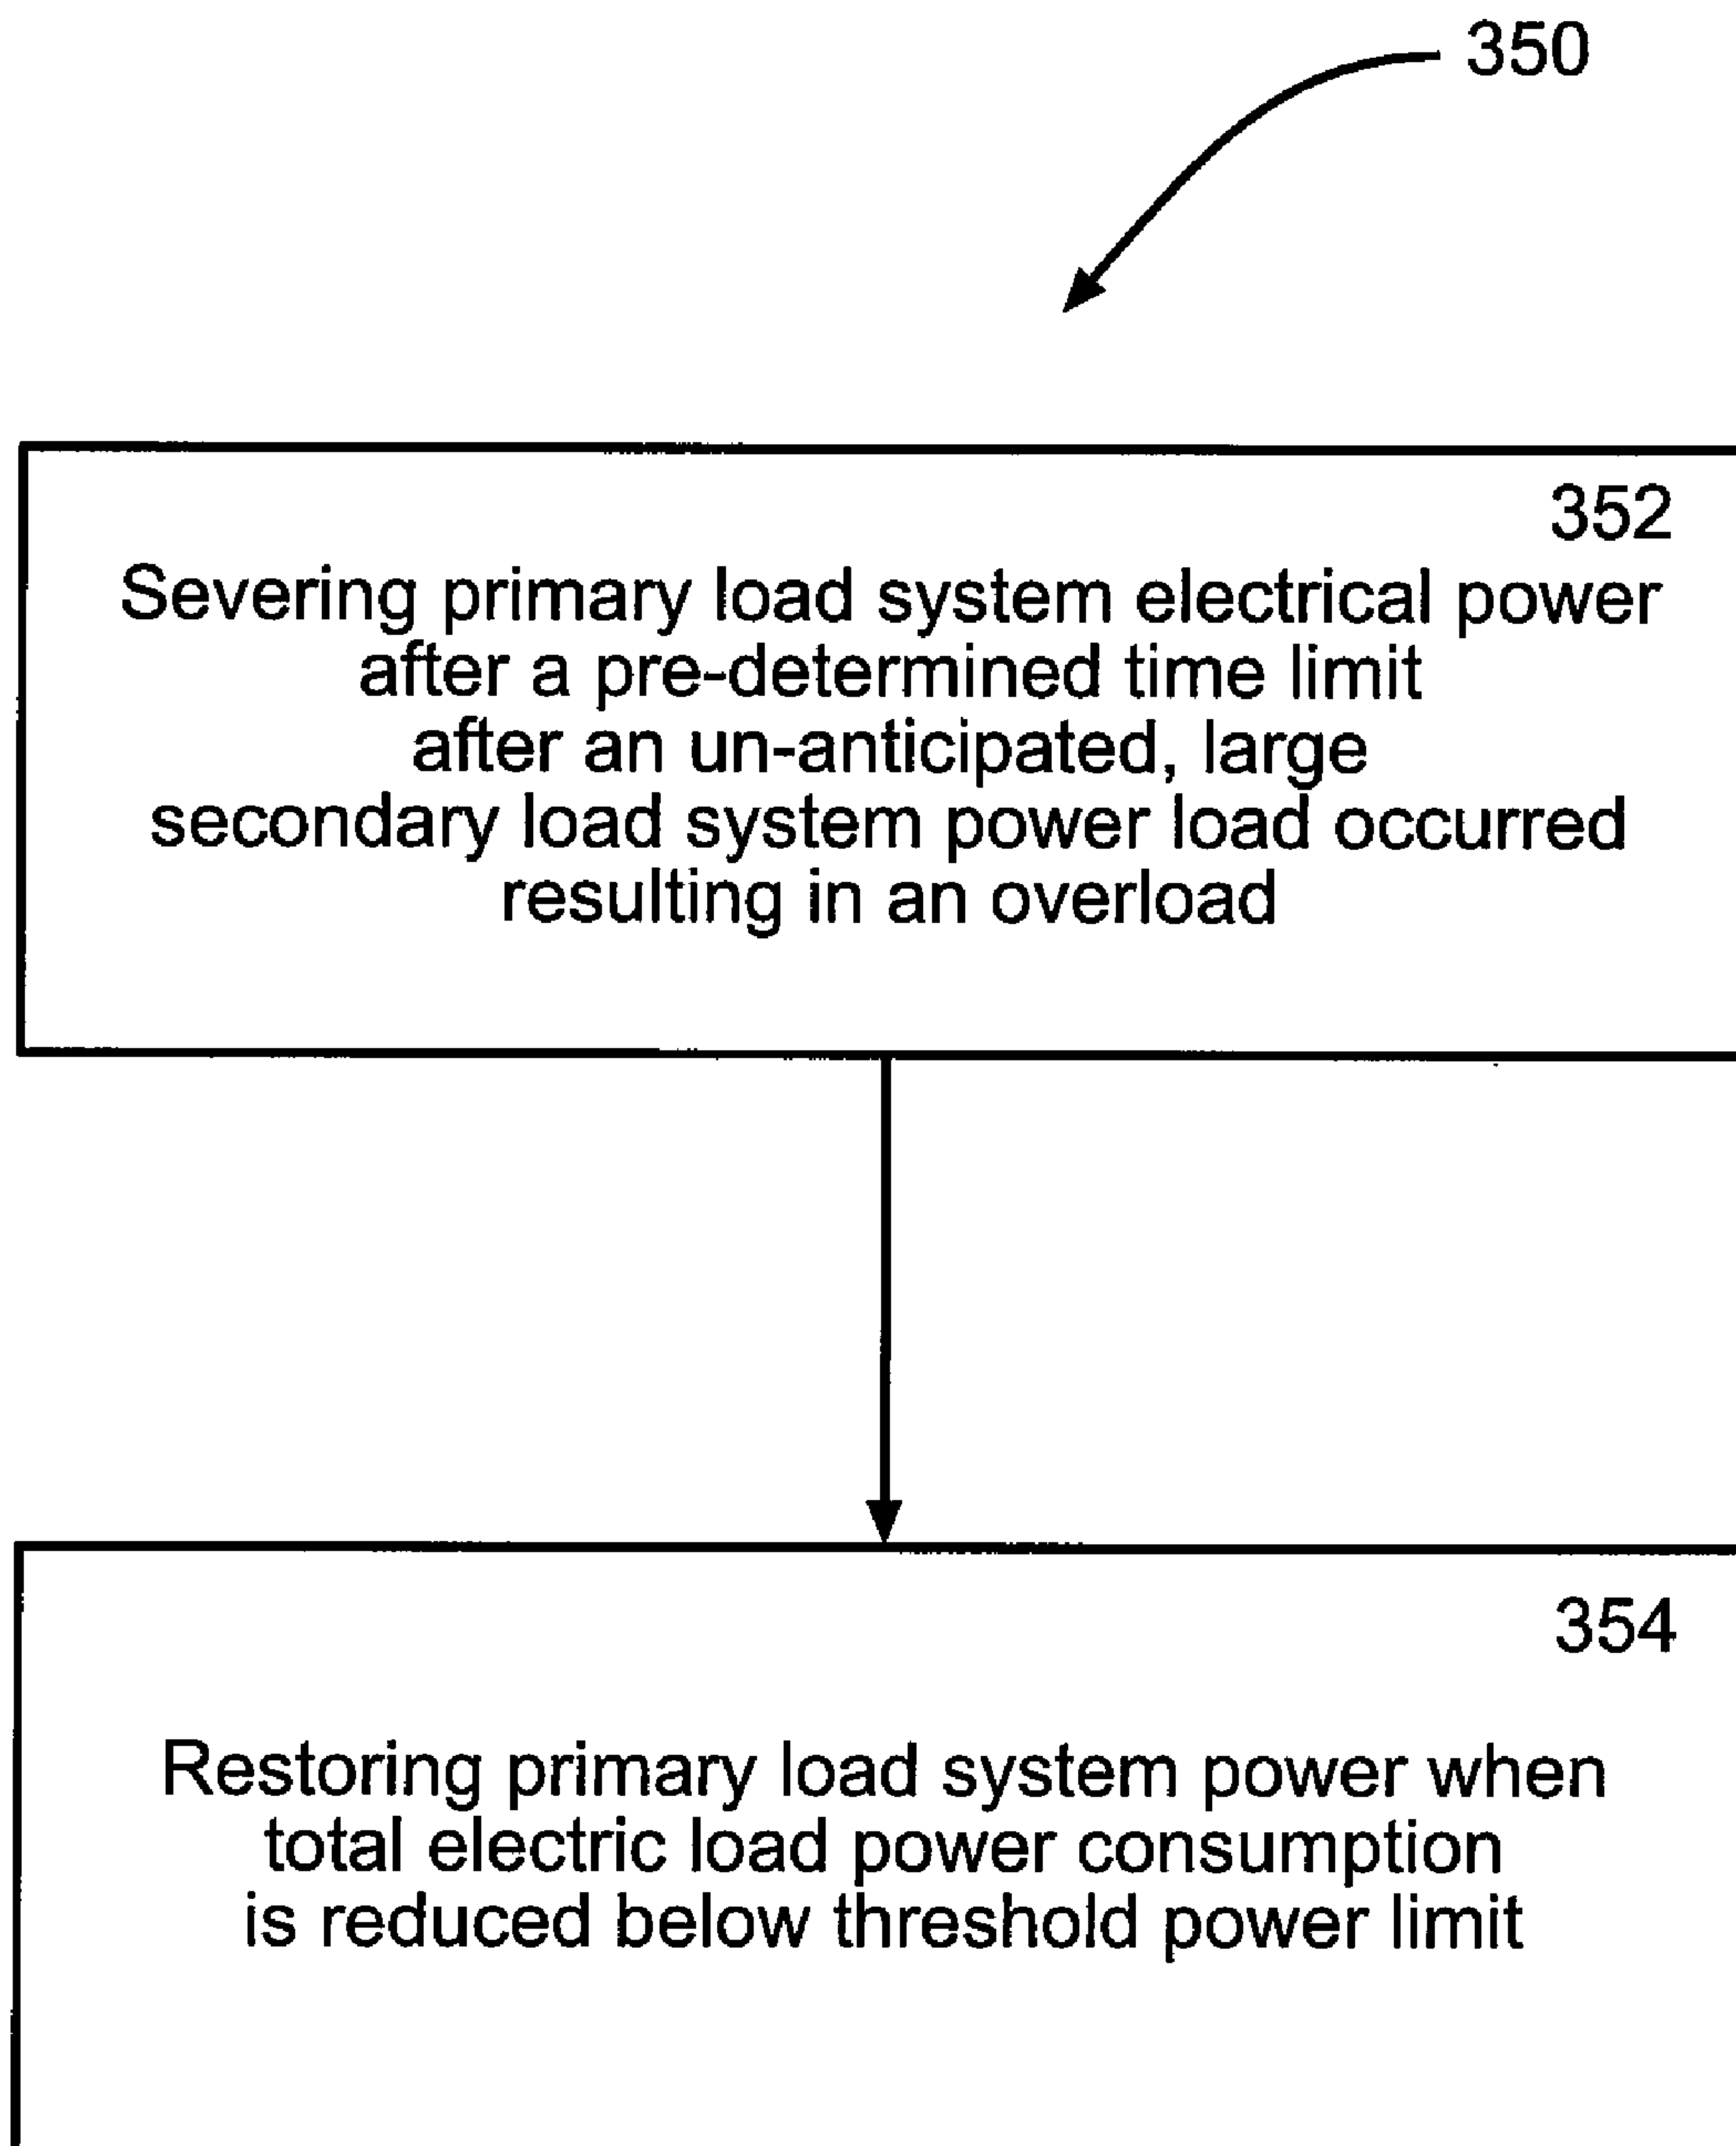 350
352
Severing primary load system electrical power
after a pre-determined time limit
after an un-anticipated, large
secondary load system power load occurred
resulting in an overload
354
Restoring primary load system power when
total electric load power consumption
is reduced below threshold power limit